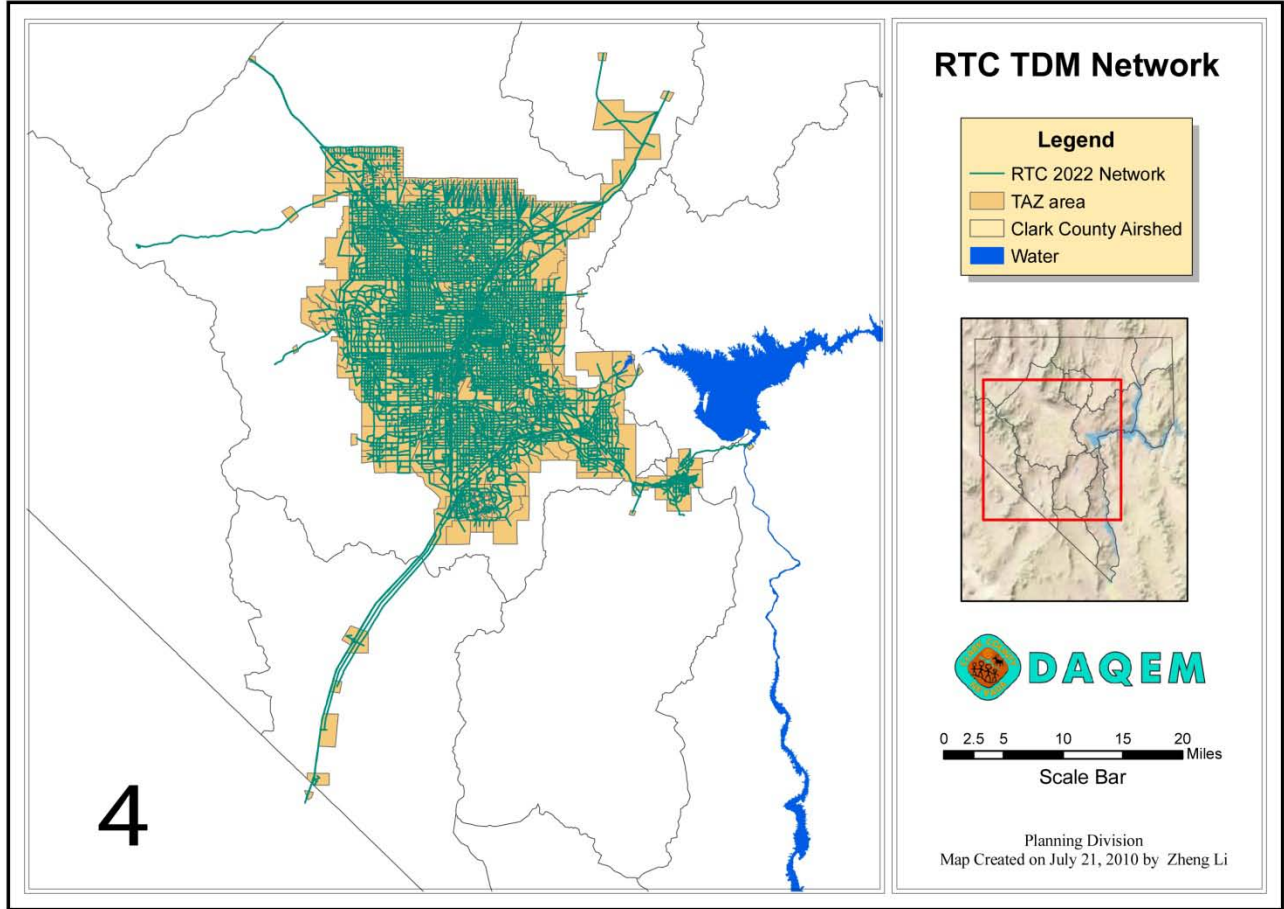 RTC TDM Network
Legend
RTC 2022 Network
TAZ area
Clark County Airshed
Water
DAQEM
0 2.5 5 10 15 20
Miles
Scale Bar
4
Planning Division
Map Created on July 21, 2010 by Zheng Li